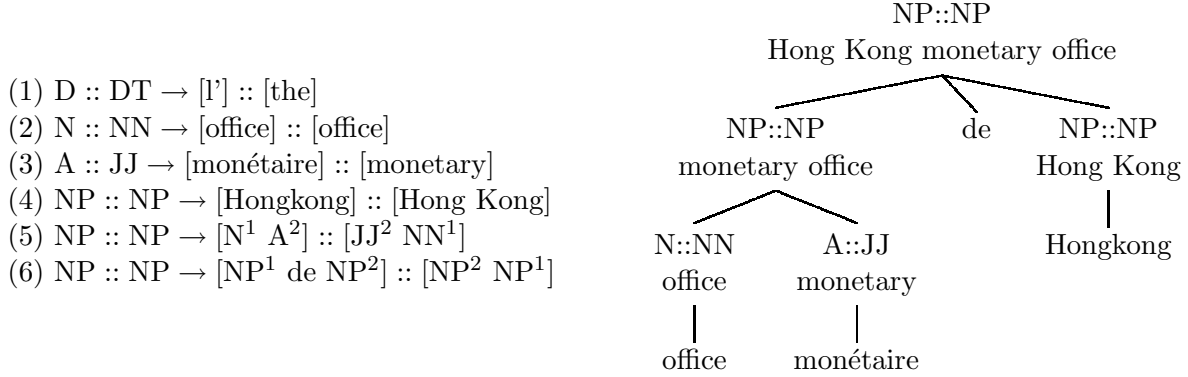 (1) D :: DT → [l’] :: [the]
(2) N :: NN → [office] :: [office]
(3) A :: JJ → [monétaire] :: [monetary]
(4) NP :: NP → [Hongkong] :: [Hong Kong]
(5) NP :: NP → [N¹ A²] :: [JJ² NN¹]
(6) NP :: NP → [NP¹ de NP²] :: [NP² NP¹]
NP::NP
Hong Kong monetary office
NP::NP de NP::NP
monetary office Hong Kong
N::NN A::JJ Hongkong
office monetary
office monétaire